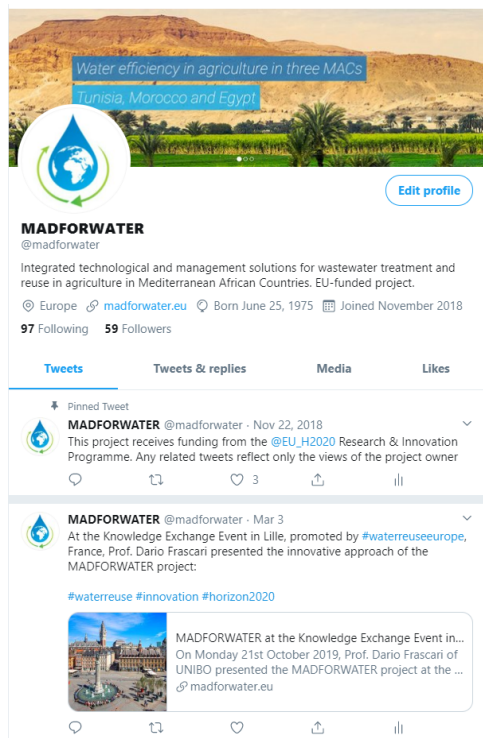 Water efficiency in agriculture in three MACs
Tunisia, Morocco and Egypt
Edit profile
MADFORWATER
@madforwater
Integrated technological and management solutions for wastewater treatment and
reuse in agriculture in Mediterranean African Countries. EU-funded project.
Europe madforwater.eu Born June 25, 1975 Joined November 2018
97 Following 59 Followers
Tweets Tweets & replies Media Likes
Pinned Tweet
MADFORWATER @madforwater · Nov 22, 2018
This project receives funding from the @EU_H2020 Research & Innovation
Programme. Any related tweets reflect only the views of the project owner
3
MADFORWATER @madforwater · Mar 3
At the Knowledge Exchange Event in Lille, promoted by #waterreuseeurope,
France, Prof. Dario Frascari presented the innovative approach of the
MADFORWATER project:
#waterreuse #innovation #horizon2020
MADFORWATER at the Knowledge Exchange Event in...
On Monday 21st October 2019, Prof. Dario Frascari of
UNIBO presented the MADFORWATER project at the ...
madforwater.eu